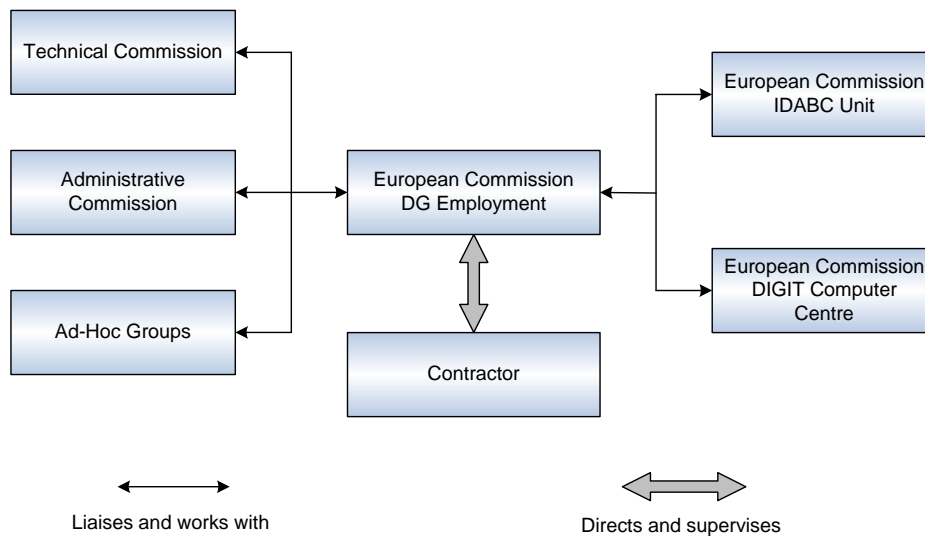 Technical Commission
Administrative
Commission
Ad-Hoc Groups
European Commission
DG Employment
Contractor
European Commission
IDABC Unit
European Commission
DIGIT Computer
Centre
Liaises and works with
Directs and supervises